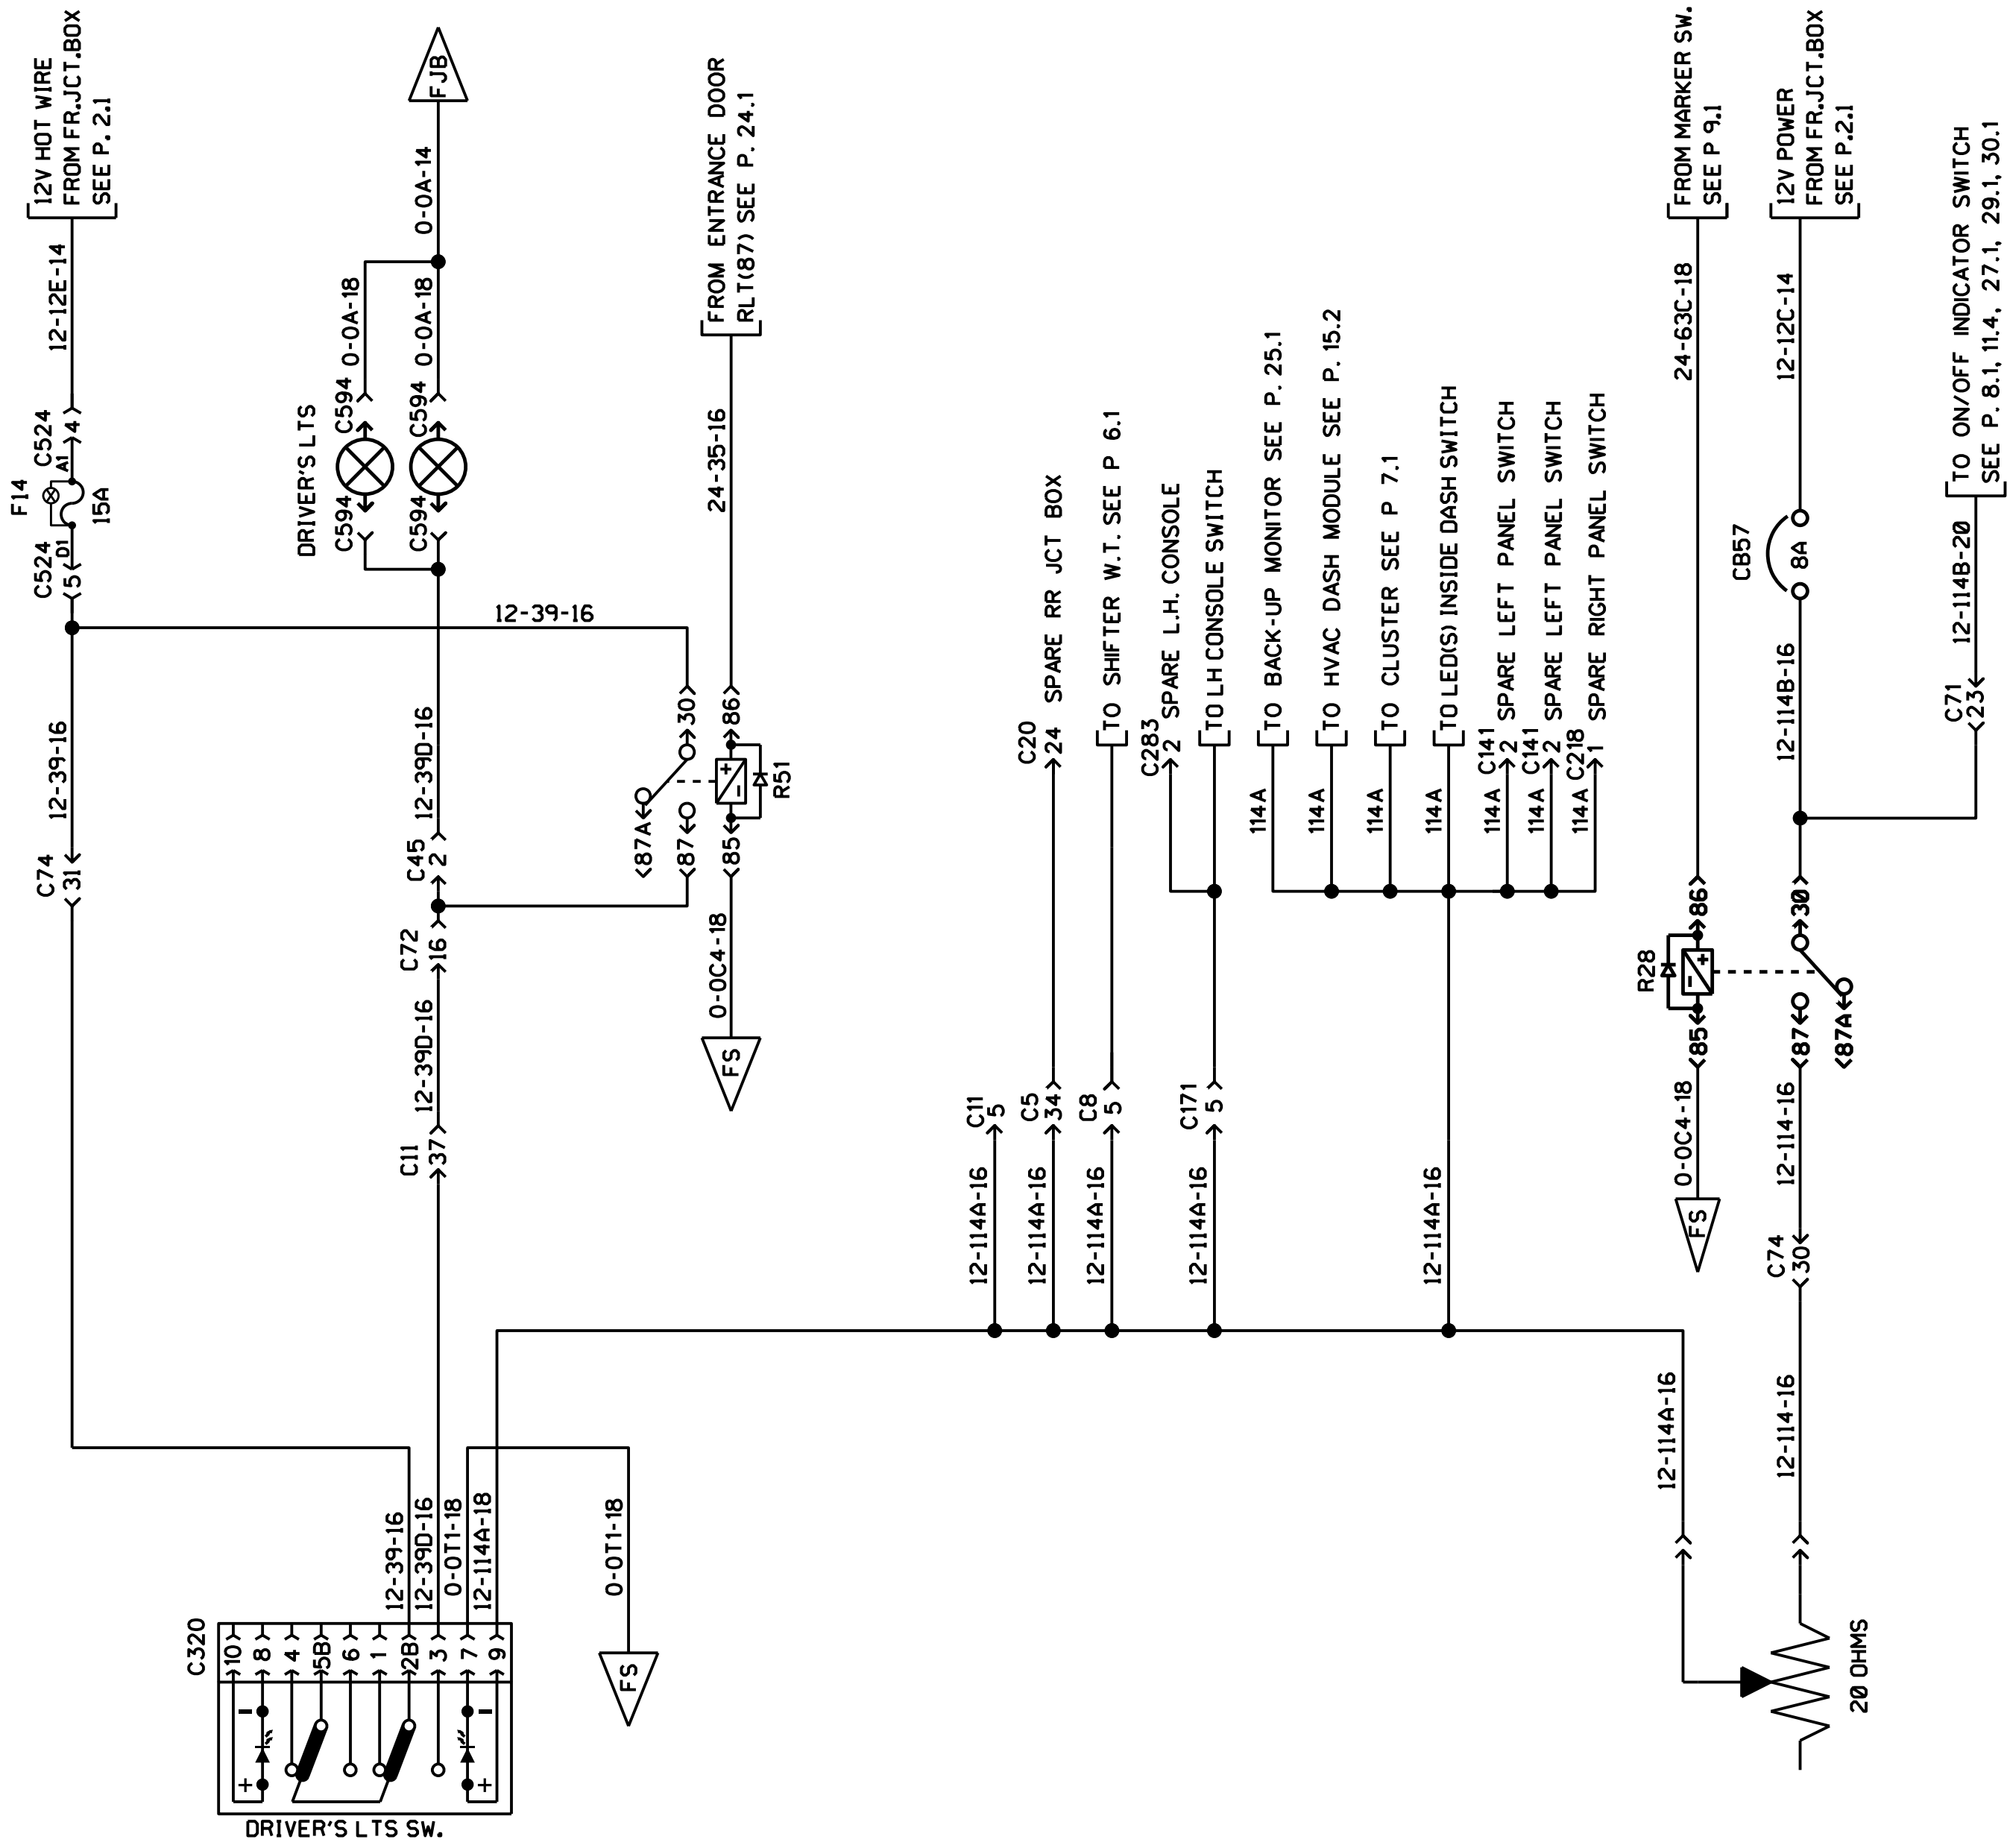 12V HOT WIRE
FROM FR.JCT.BOX
SEE P. 2.1
12-12E-14
C524
4
A1
F14
15A
D1
C524
5
12-39-16
12-39-16
C74
31
FJB
0-0A-14
0-0A-18
0-0A-18
C594
C594
DRIVER'S LTS
C594
C594
12-39D-16
C45
2
C72
16
12-39D-16
C11
37
FROM ENTRANCE DOOR
RLT(87) SEE P. 24.1
24-35-16
30
86
87A
87
85
R51
0-0C4-18
FS
C20
24
SPARE RR JCT BOX
TO SHIFTER W.T. SEE P 6.1
C283
2
SPARE L.H. CONSOLE
TO LH CONSOLE SWITCH
TO BACK-UP MONITOR SEE P. 25.1
TO HVAC DASH MODULE SEE P. 15.2
TO CLUSTER SEE P 7.1
TO LED(S) INSIDE DASH SWITCH
C141
2
SPARE LEFT PANEL SWITCH
C141
2
SPARE LEFT PANEL SWITCH
C218
1
SPARE RIGHT PANEL SWITCH
114A
114A
114A
114A
114A
114A
114A
C11
5
C5
34
C8
5
C171
5
12-114A-16
12-114A-16
12-114A-16
12-114A-16
12-114A-16
FROM MARKER SW.
SEE P 9.1
24-63C-18
12V POWER
FROM FR.JCT.BOX
SEE P.2.1
12-12C-14
CB57
8A
12-114B-16
TO ON/OFF INDICATOR SWITCH
SEE P. 8.1, 11.4, 27.1, 29.1, 30.1
12-114B-20
C71
23
R28
86
30
85
87
87A
0-0C4-18
FS
12-114-16
C74
30
12-114A-16
12-114-16
20 OHMS
12-39-16
12-39D-16
0-0T1-18
12-114A-18
0-0T1-18
FS
C320
10
8
4
5B
6
1
2B
3
7
9
DRIVER'S LTS SW.